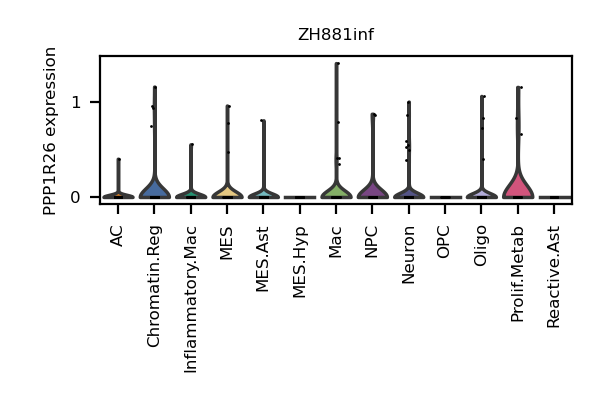 ZH881inf
PPP1R26 expression
1
0
AC
Chromatin.Reg
Inflammatory.Mac
MES
MES.Ast
MES.Hyp
Mac
NPC
Neuron
OPC
Oligo
Prolif.Metab
Reactive.Ast